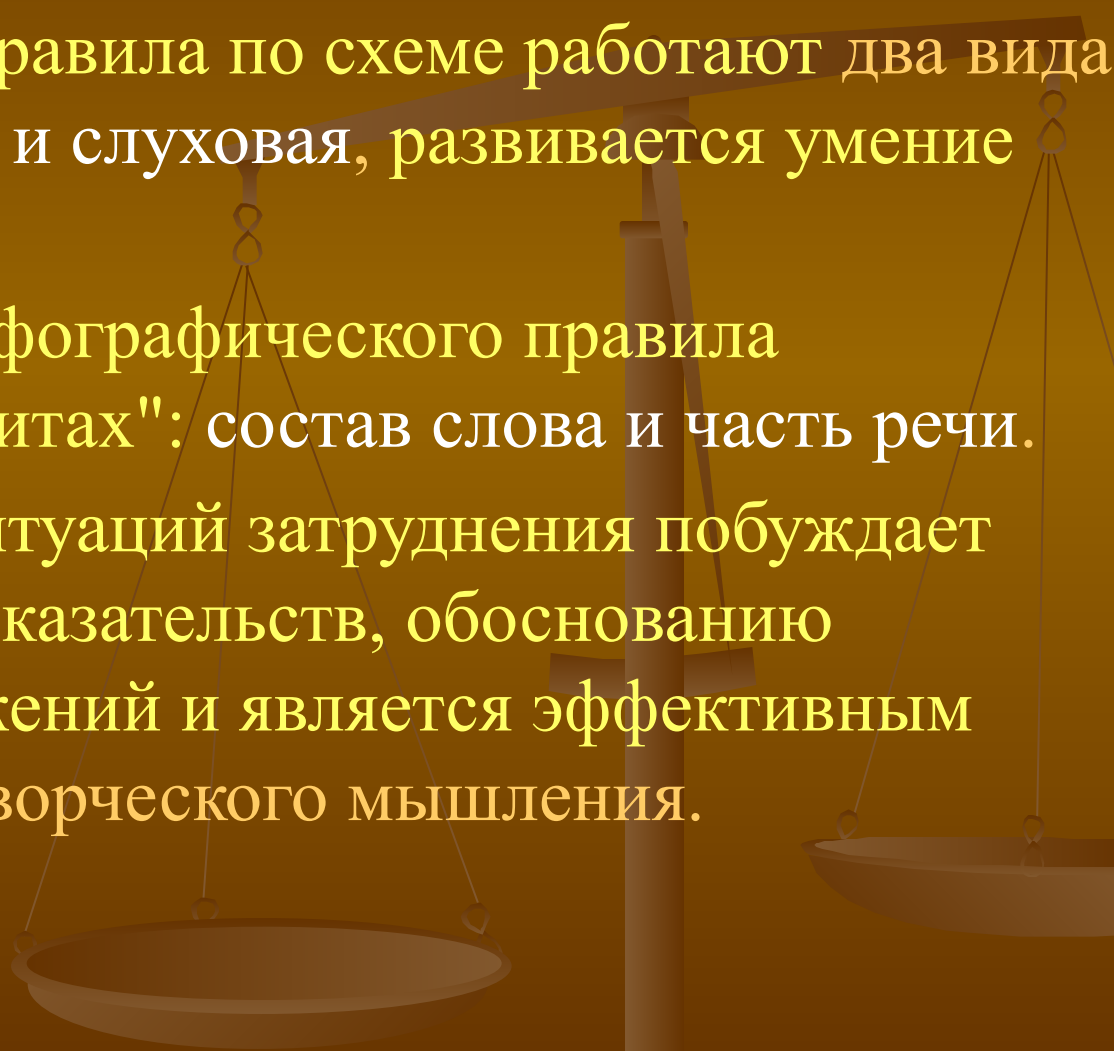 равила по схеме работают два вида
и слуховая, развивается умение
фографического правила
итах": состав слова и часть речи.
итуаций затруднения побуждает
казательств, обоснованию
жений и является эффективным
ворческого мышления.